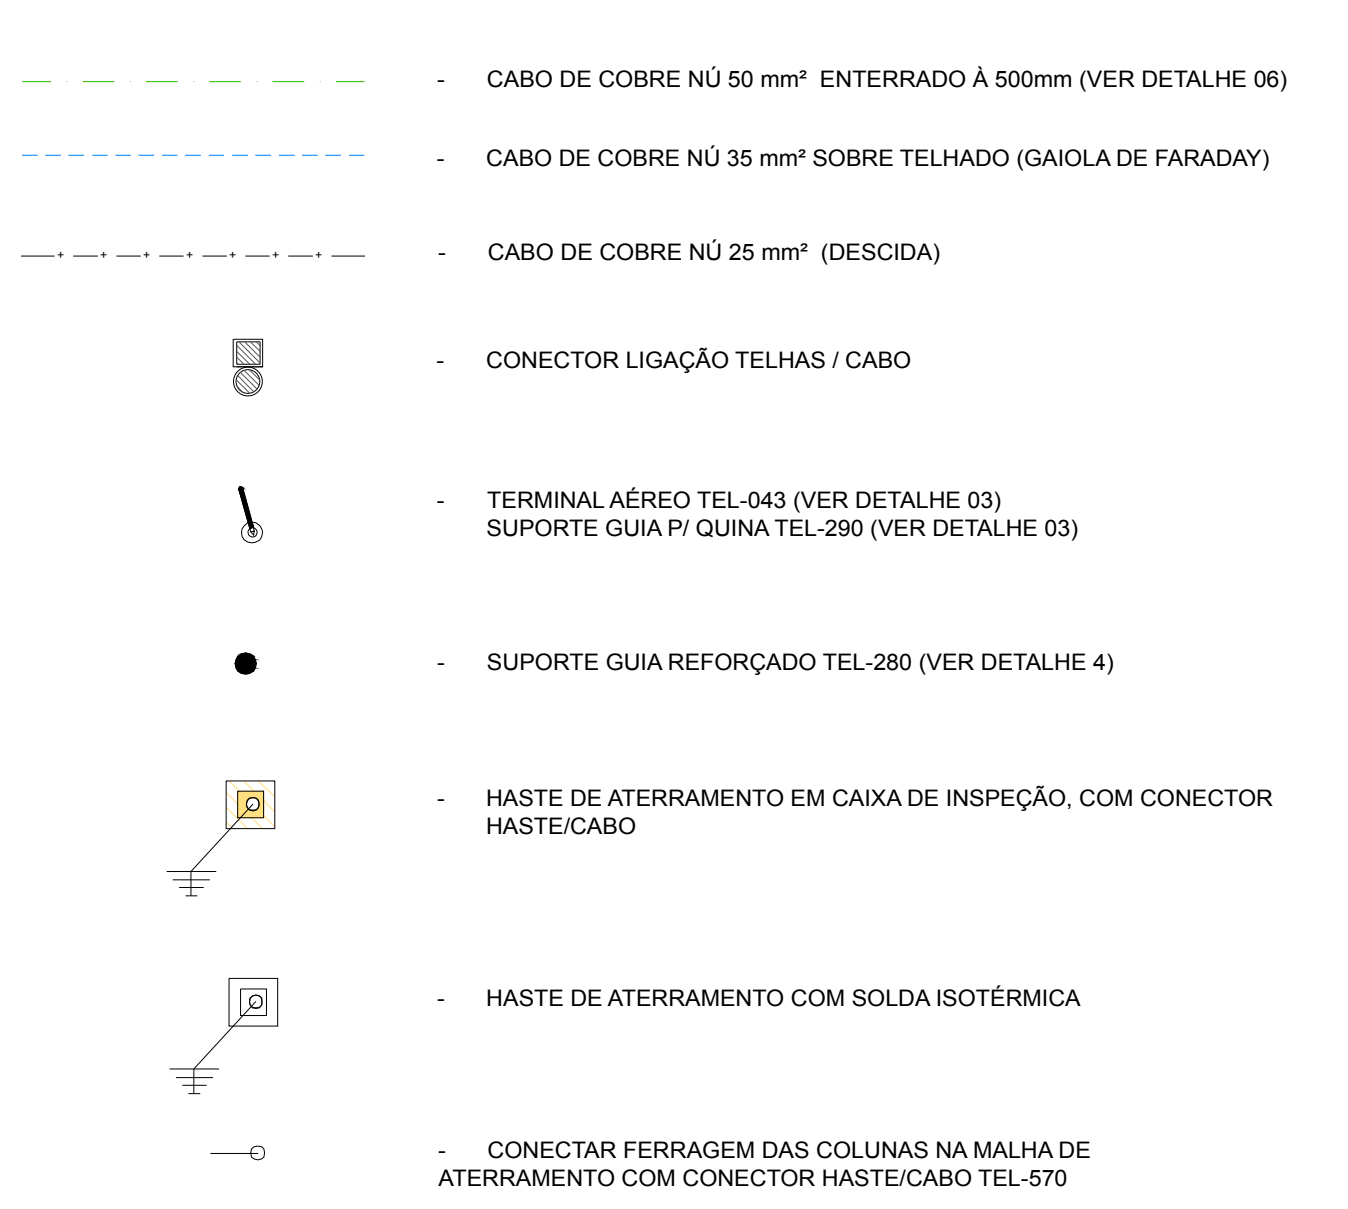 - CABO DE COBRE NÚ 50 mm² ENTERRADO À 500mm (VER DETALHE 06)
- CABO DE COBRE NÚ 35 mm² SOBRE TELHADO (GAIOLA DE FARADAY)
- CABO DE COBRE NÚ 25 mm² (DESCIDA)
- CONECTOR LIGAÇÃO TELHAS / CABO
- TERMINAL AÉREO TEL-043 (VER DETALHE 03)
SUPORTE GUIA P/ QUINA TEL-290 (VER DETALHE 03)
- SUPORTE GUIA REFORÇADO TEL-280 (VER DETALHE 4)
- HASTE DE ATERRAMENTO EM CAIXA DE INSPEÇÃO, COM CONECTOR
HASTE/CABO
- HASTE DE ATERRAMENTO COM SOLDA ISOTÉRMICA
- CONECTAR FERRAGEM DAS COLUNAS NA MALHA DE
ATERRAMENTO COM CONECTOR HASTE/CABO TEL-570